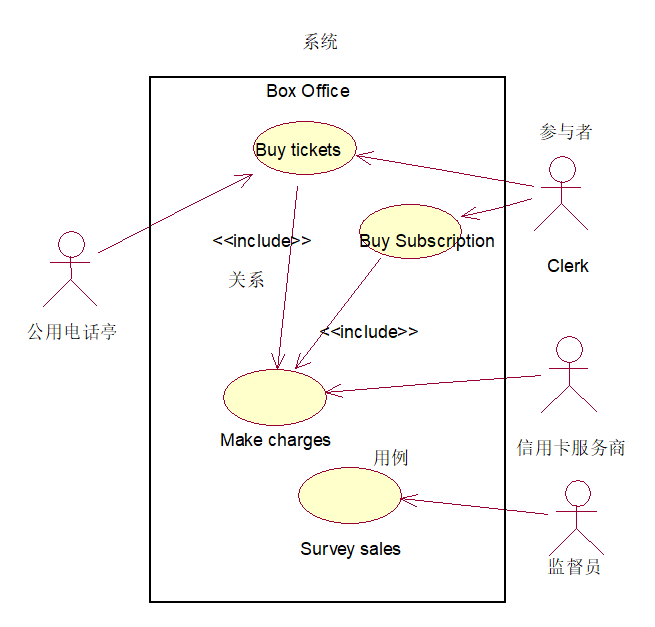 系统
Box Office
参与者
Buy tickets
<<include>>
Buy Subscription
Clerk
关系
公用电话亭
<<include>>
Make charges
信用卡服务商
用例
Survey sales
监督员